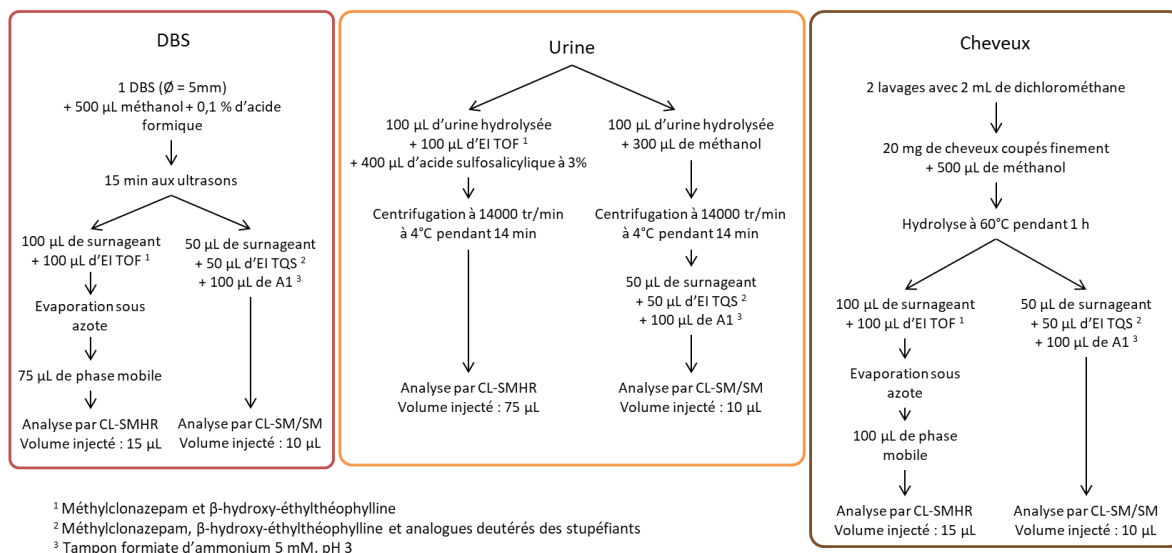 DBS
1 DBS (Ø = 5mm)
+ 500 µL méthanol + 0,1 % d'acide
formique
15 min aux ultrasons
100 µL de surnageant
+ 100 µL d'EI TOF ¹
Evaporation sous
azote
75 µL de phase mobile
Analyse par CL-SMHR
Volume injecté : 15 µL
50 µL de surnageant
+ 50 µL d'EI TQS ²
+ 100 µL de A1 ³
Analyse par CL-SM/SM
Volume injecté : 10 µL
Urine
100 µL d'urine hydrolysée
+ 100 µL d'EI TOF ¹
+ 400 µL d'acide sulfosalicylique à 3%
Centrifugation à 14000 tr/min
à 4°C pendant 14 min
Analyse par CL-SMHR
Volume injecté : 75 µL
100 µL d'urine hydrolysée
+ 300 µL de méthanol
Centrifugation à 14000 tr/min
à 4°C pendant 14 min
50 µL de surnageant
+ 50 µL d'EI TQS ²
+ 100 µL de A1 ³
Analyse par CL-SM/SM
Volume injecté : 10 µL
Cheveux
2 lavages avec 2 mL de dichlorométhane
20 mg de cheveux coupés finement
+ 500 µL de méthanol
Hydrolyse à 60°C pendant 1 h
100 µL de surnageant
+ 100 µL d'EI TOF ¹
Evaporation sous
azote
100 µL de phase
mobile
Analyse par CL-SMHR
Volume injecté : 15 µL
50 µL de surnageant
+ 50 µL d'EI TQS ²
+ 100 µL de A1 ³
Analyse par CL-SM/SM
Volume injecté : 10 µL
¹ Méthylclonazepam et β-hydroxy-éthylthéophylline
² Méthylclonazepam, β-hydroxy-éthylthéophylline et analogues deutérés des stupéfiants
³ Tampon formiate d'ammonium 5 mM, pH 3